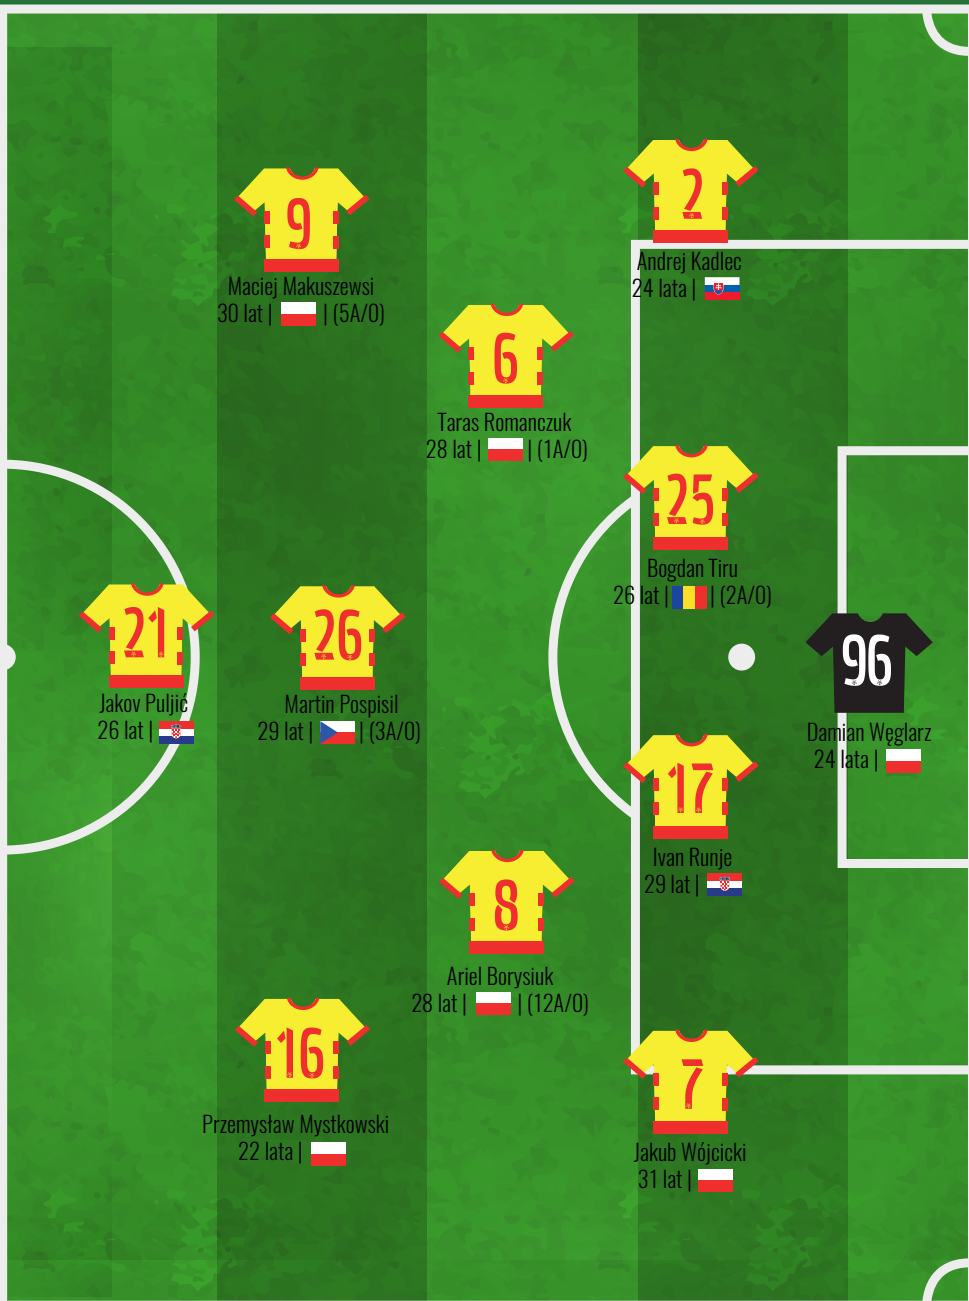 2
Andrej Kadlec
24 lata |
9
Maciej Makuszewsi
30 lat | | (5A/0)
6
Taras Romanczuk
28 lat | | (1A/0)
25
Bogdan Tiru
26 lat | | (2A/0)
21
Jakov Puljić
26 lat |
26
Martin Pospisil
29 lat | | (3A/0)
96
Damian Węglarz
24 lata |
17
Ivan Runje
29 lat |
8
Ariel Borysiuk
28 lat | | (12A/0)
16
Przemysław Mystkowski
22 lata |
7
Jakub Wójcicki
31 lat |